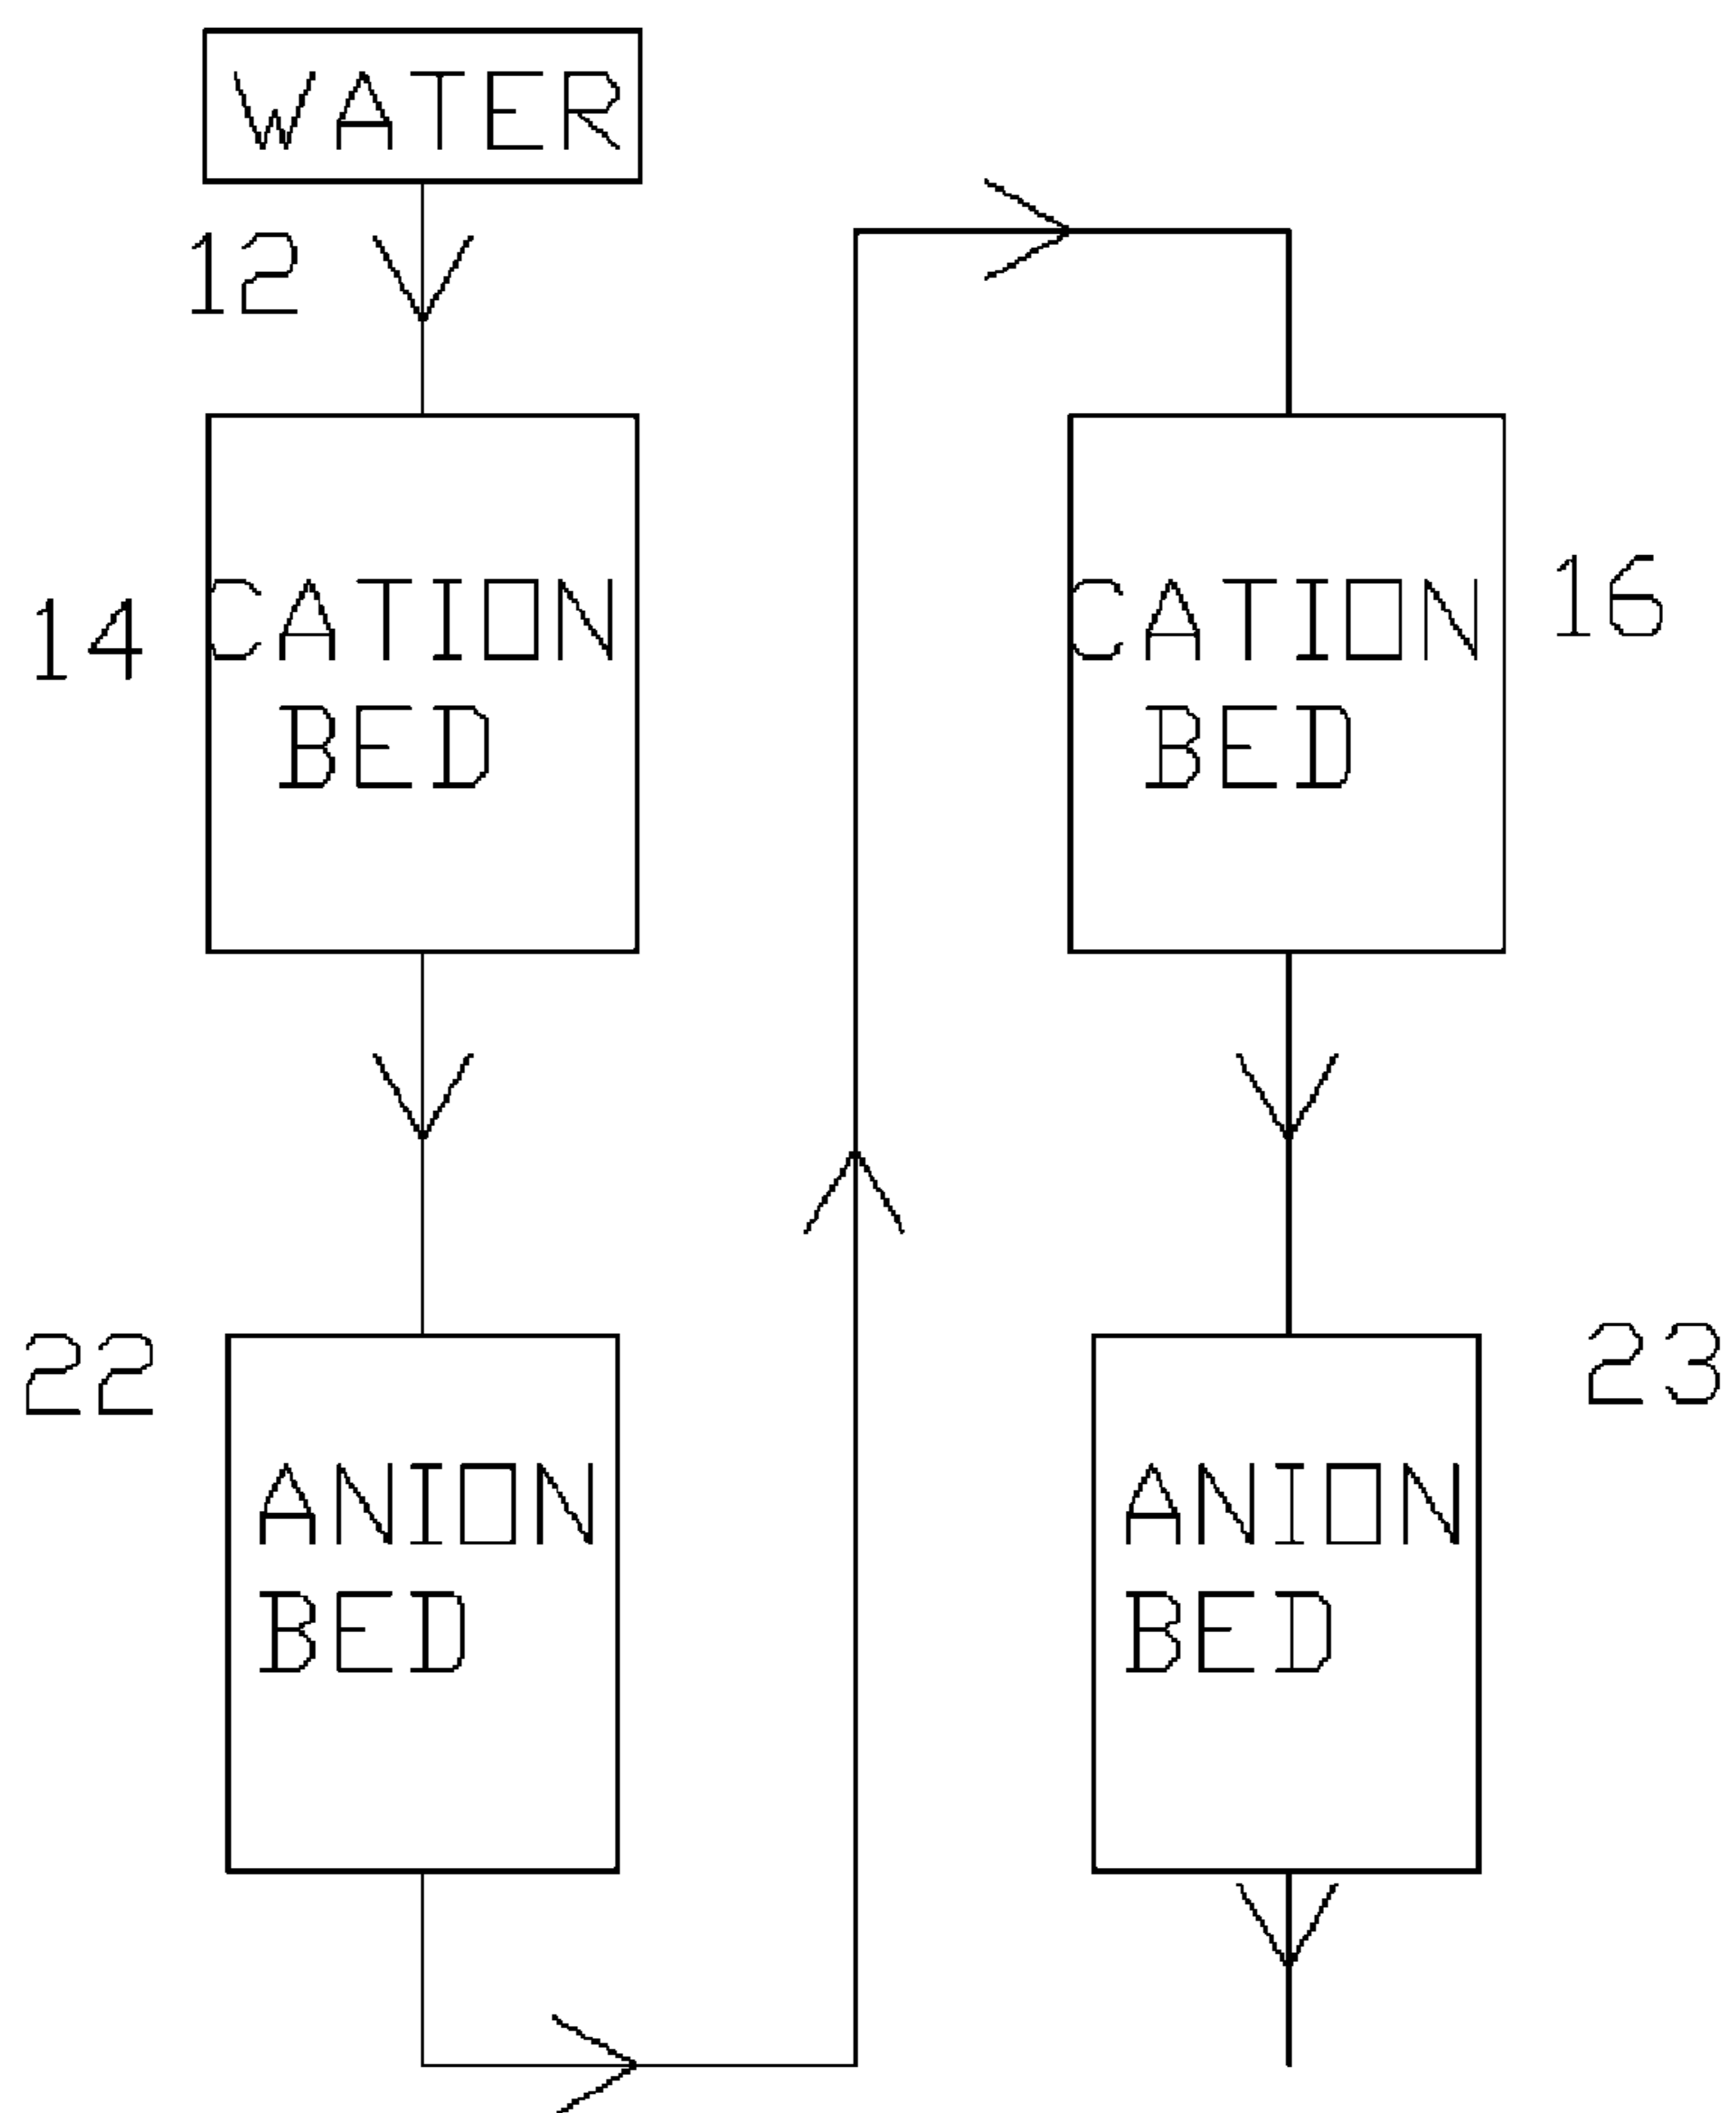 WATER
12
14
CATION
BED
22
ANION
BED
16
CATION
BED
23
ANION
BED